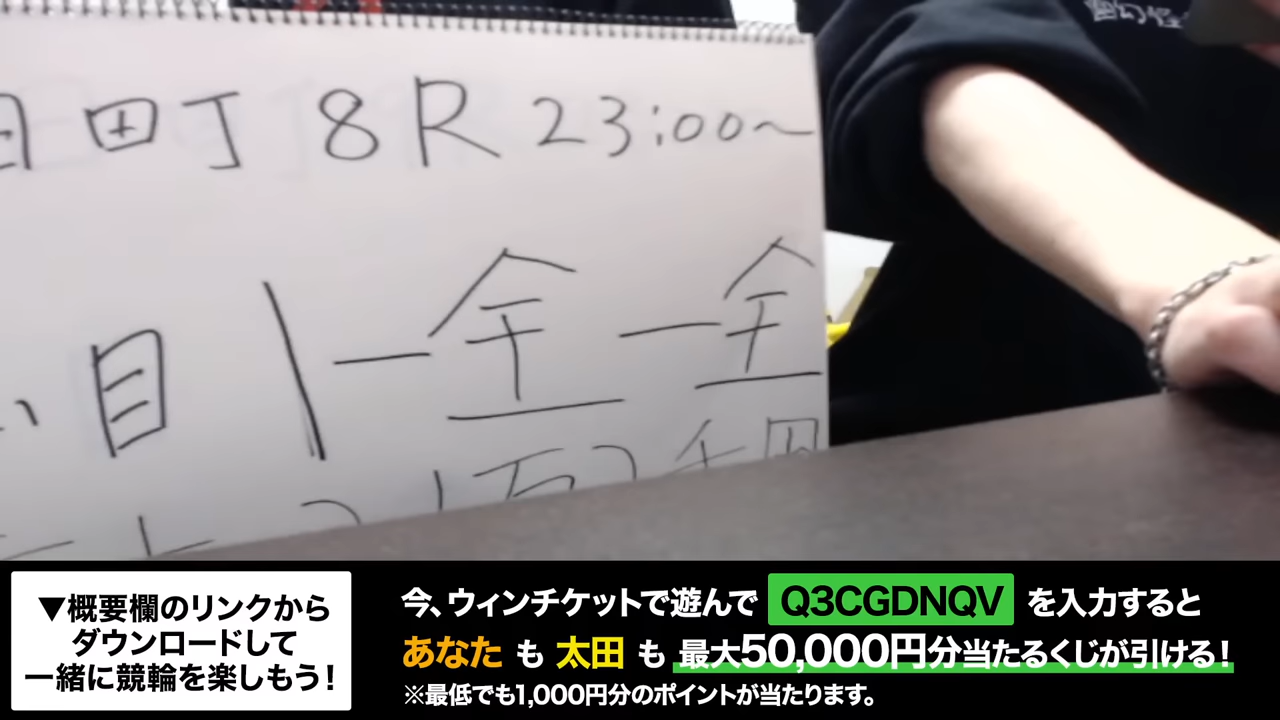 田町 8R 23:00~
目 1-全-全
▼概要欄のリンクから
ダウンロードして
一緒に競輪を楽しもう!
今、ウィンチケットで遊んで Q3CGDNQV を入力すると
あなた も 太田 も 最大50,000円分当たるくじが引ける!
※最低でも1,000円分のポイントが当たります。